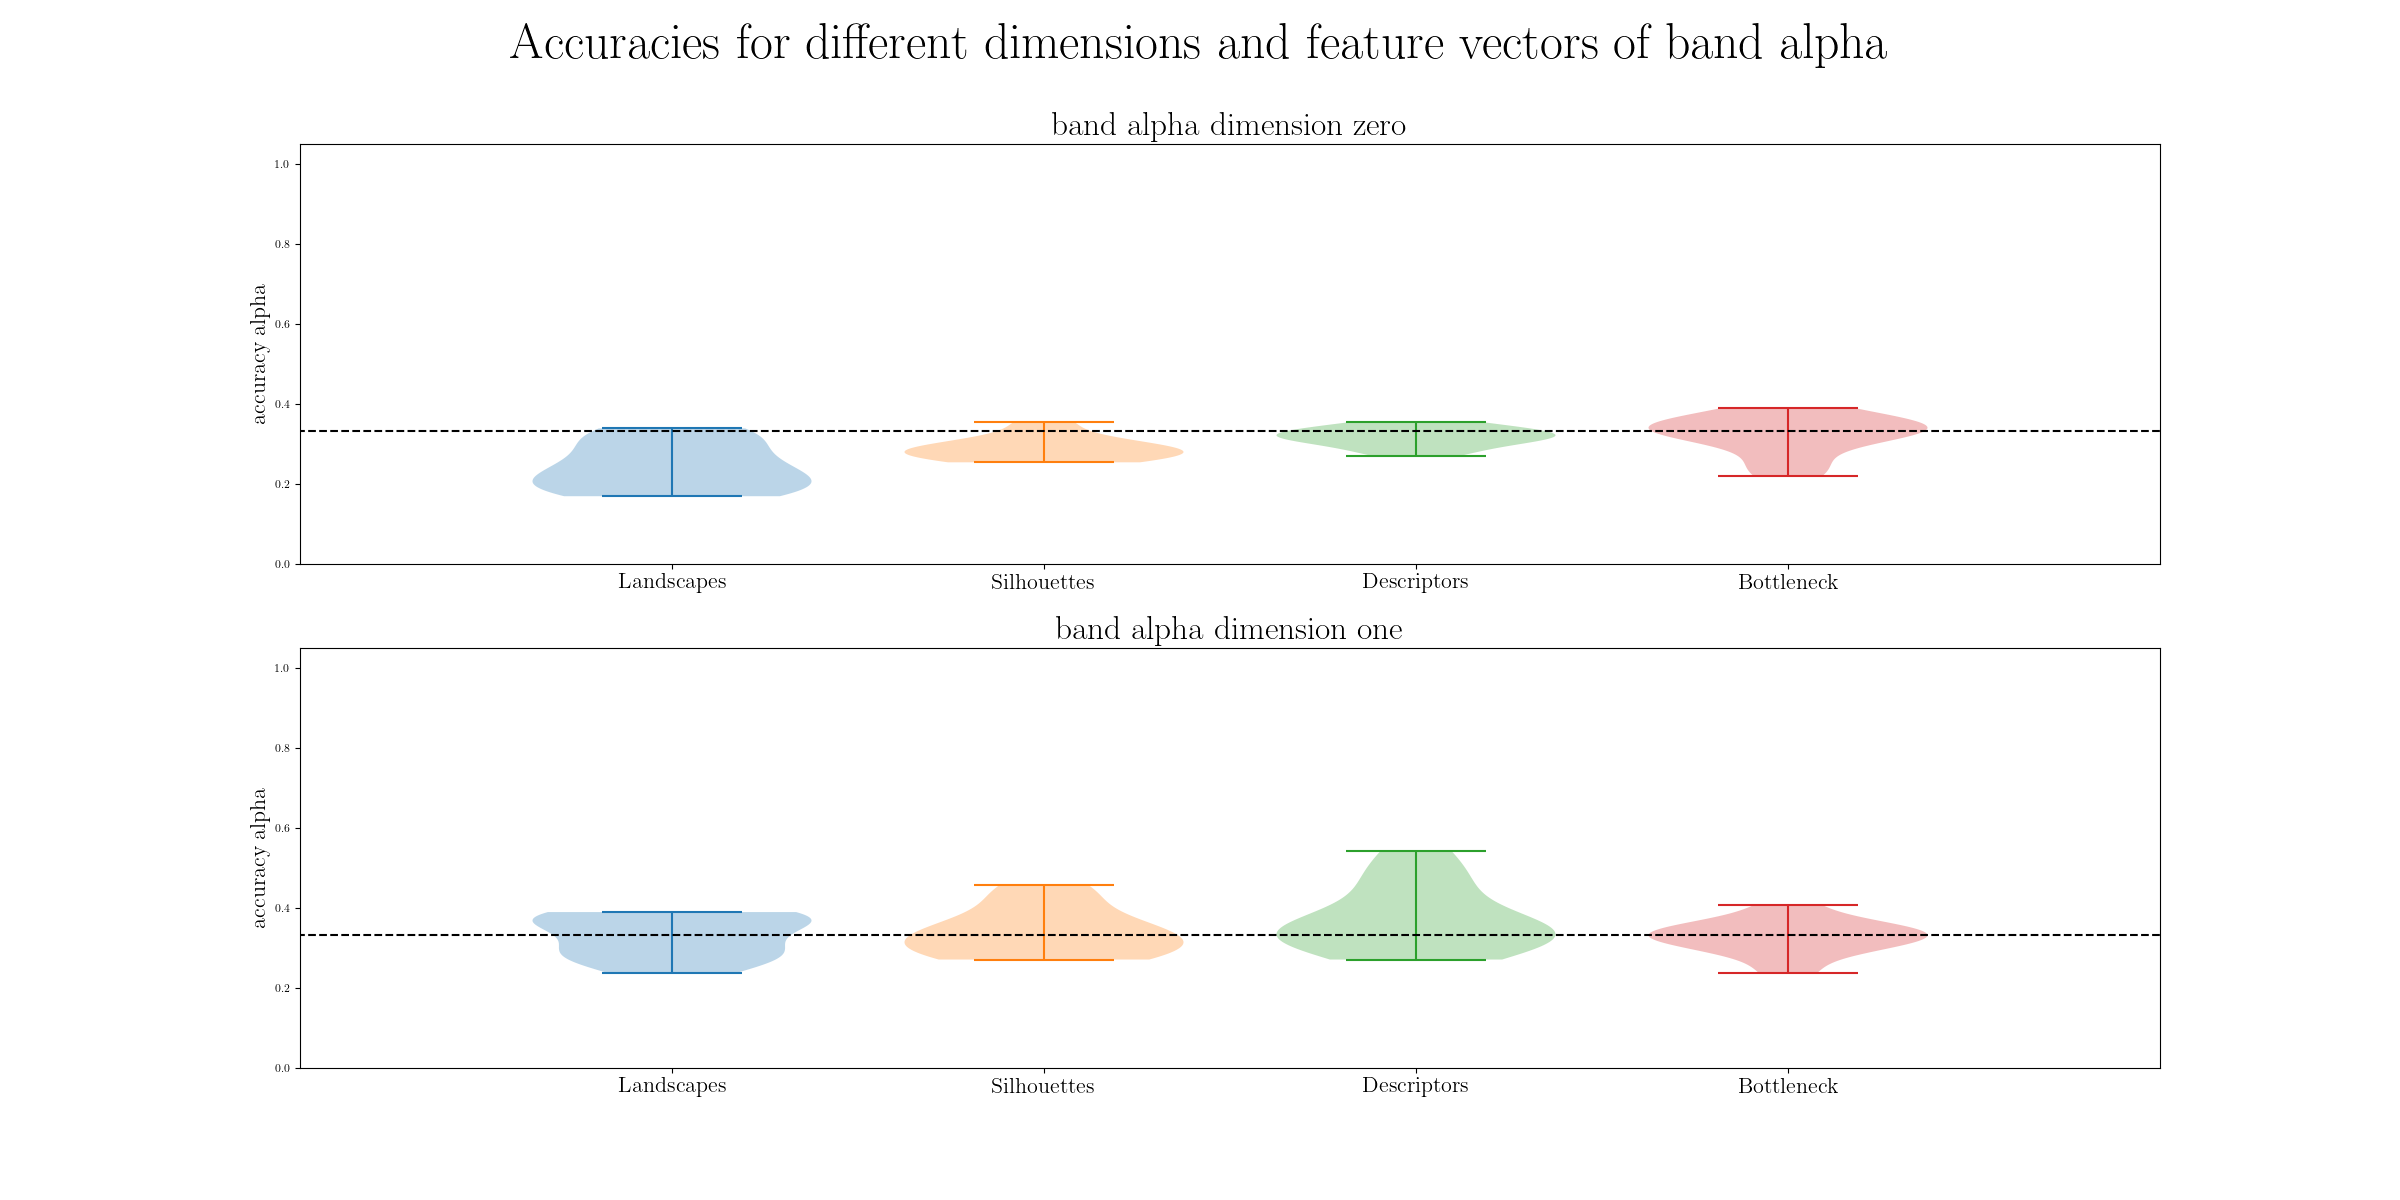 Accuracies for different dimensions and feature vectors of band alpha
band alpha dimension zero
accuracy alpha
1.0
0.8
0.6
0.4
0.2
0.0
Landscapes Silhouettes Descriptors Bottleneck
band alpha dimension one
accuracy alpha
1.0
0.8
0.6
0.4
0.2
0.0
Landscapes Silhouettes Descriptors Bottleneck